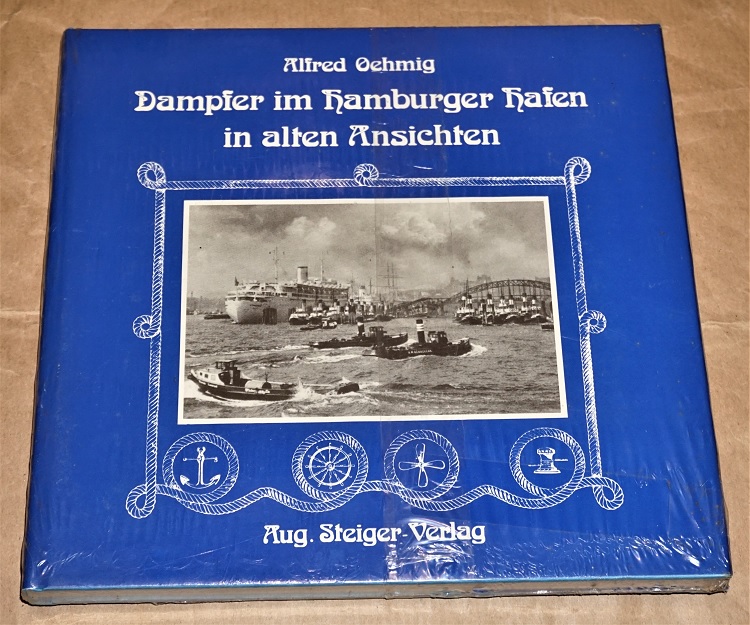 Alfred Oehmig
Dampfer im Hamburger Hafen
in alten Ansichten
Aug. Steiger-Verlag